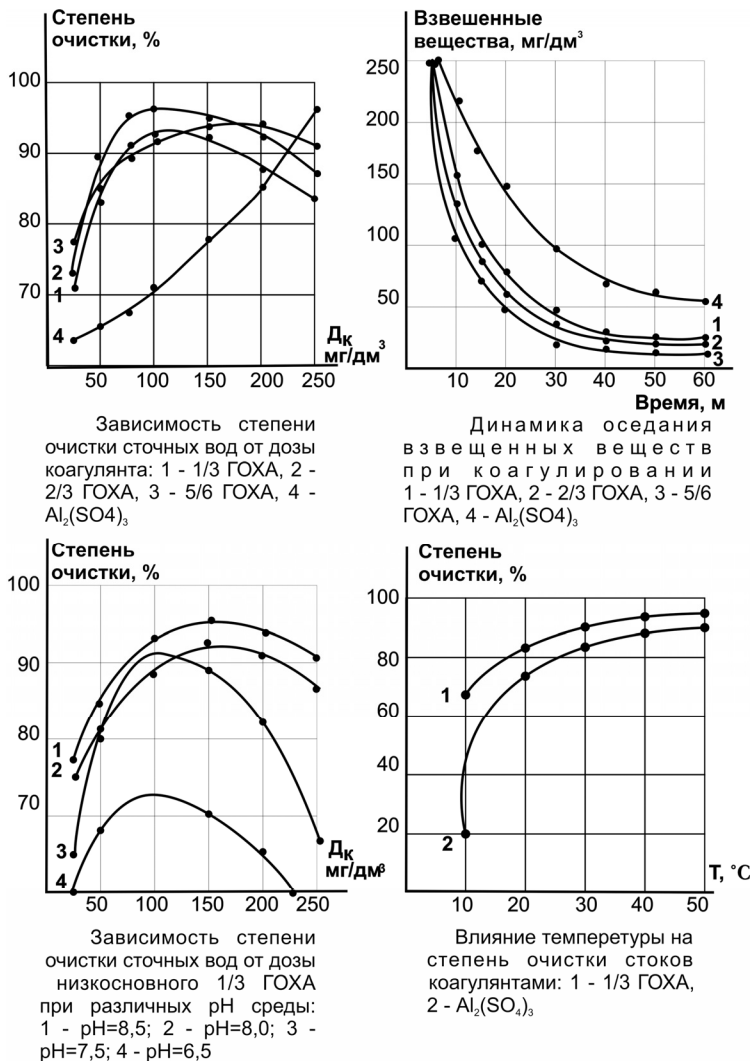 Степень
очистки, %
100
90
80
70
3
2
1
4
Дк
мг/дм³
50 100 150 200 250
Зависимость степени
очистки сточных вод от дозы
коагулянта: 1 - 1/3 ГОХА, 2 -
2/3 ГОХА, 3 - 5/6 ГОХА, 4 -
Al₂(SO4)₃
Взвешенные
вещества, мг/дм³
250
200
150
100
50
4
1
2
3
10 20 30 40 50 60
Время, м
Динамика оседания
взвещенных веществ
при коагулировании
1 - 1/3 ГОХА, 2 - 2/3 ГОХА, 3 - 5/6
ГОХА, 4 - Al₂(SO4)₃
Степень
очистки, %
100
90
80
70
1
2
3
4
Дк
мг/дм³
50 100 150 200 250
Зависимость степени
очистки сточных вод от дозы
низкосновного 1/3 ГОХА
при различных pH среды:
1 - pH=8,5; 2 - pH=8,0; 3 -
pH=7,5; 4 - pH=6,5
Степень
очистки, %
100
80
60
40
20
1
2
T, °C
10 20 30 40 50
Влияние темперетуры на
степень очистки стоков
коагулянтами: 1 - 1/3 ГОХА,
2 - Al₂(SO₄)₃